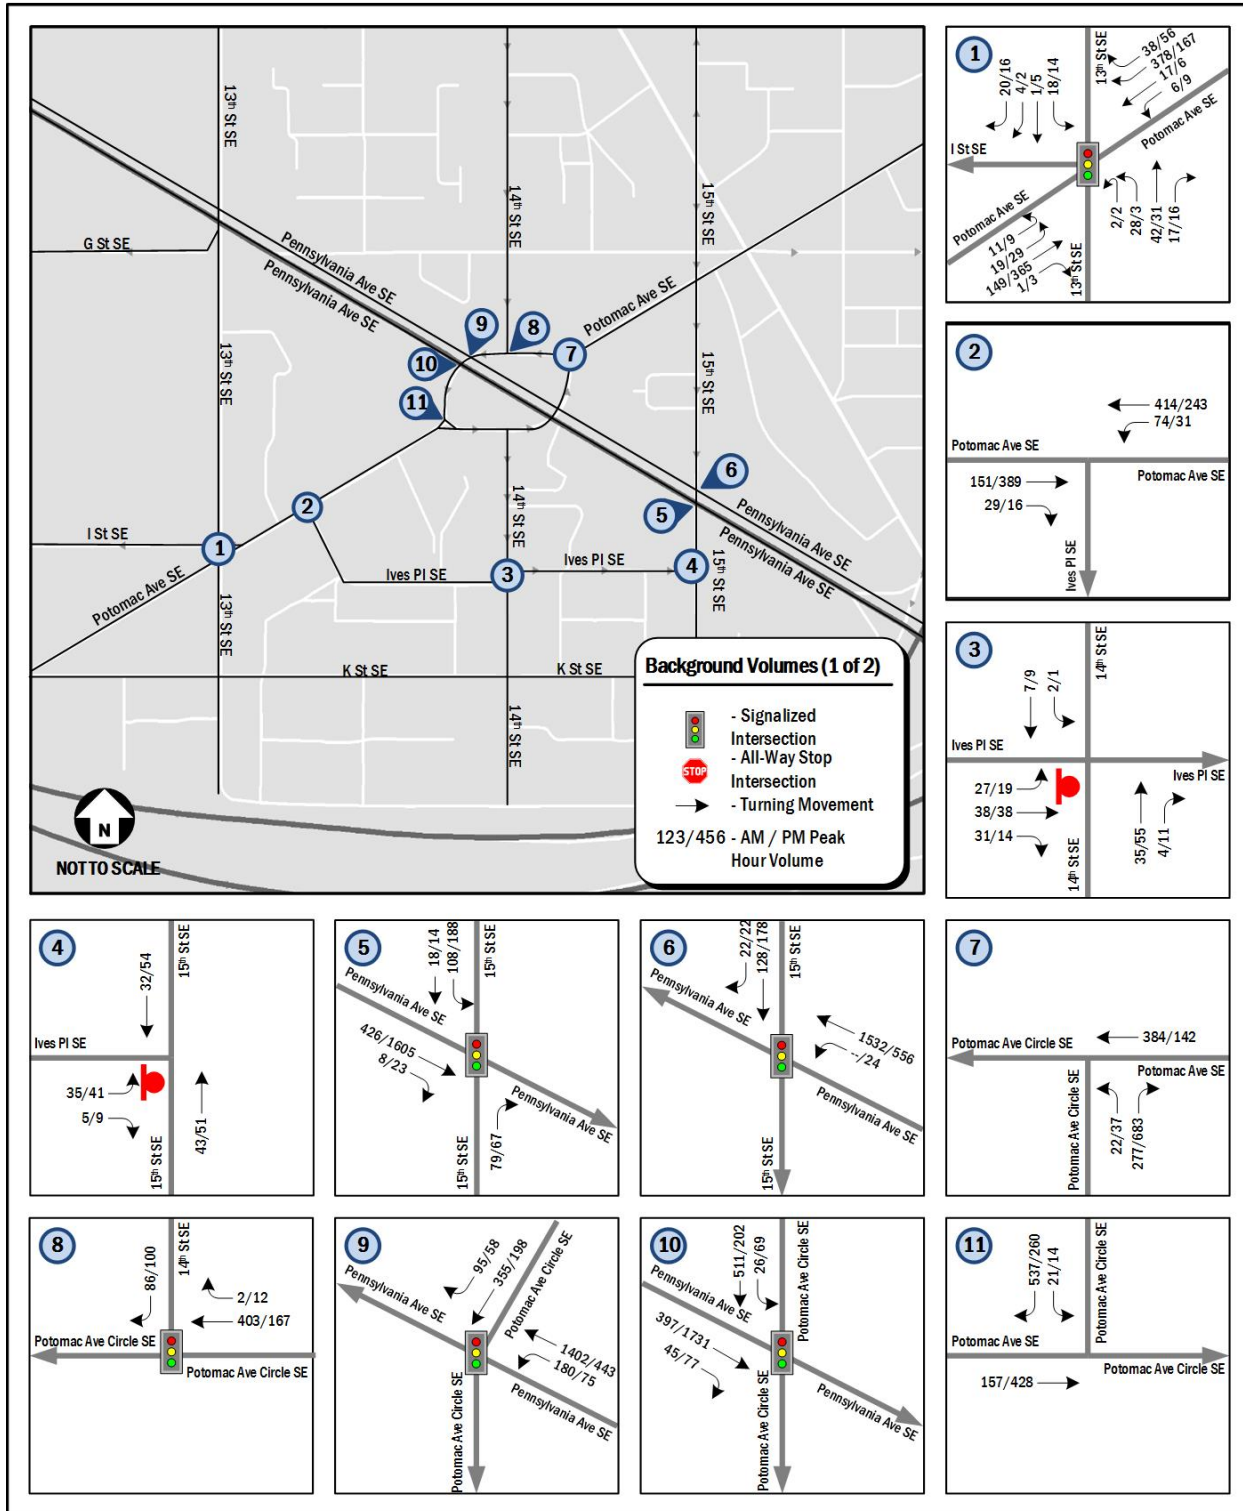 13th St SE
14th St SE
15th St SE
G St SE
Pennsylvania Ave SE
Pennsylvania Ave SE
Potomac Ave SE
9
8
7
10
11
13th St SE
15th St SE
6
5
2
14th St SE
Pennsylvania Ave SE
Pennsylvania Ave SE
I St SE
1
Ives Pl SE
3
Ives Pl SE
4
15th St SE
Potomac Ave SE
13th St SE
K St SE
K St SE
14th St SE
N
NOT TO SCALE
Background Volumes (1 of 2)
- Signalized
Intersection
STOP
- All-Way Stop
Intersection
- Turning Movement
123/456 - AM / PM Peak
Hour Volume
1
13th St SE
38/56
378/167
17/6
6/9
20/16
4/2
1/5
18/14
Potomac Ave SE
I St SE
Potomac Ave SE
2/2
28/3
42/31
17/16
11/9
19/29
149/365
1/3
13th St SE
2
414/243
74/31
Potomac Ave SE
Potomac Ave SE
151/389
29/16
Ives Pl SE
3
7/9
2/1
14th St SE
Ives Pl SE
Ives Pl SE
27/19
38/38
31/14
14th St SE
35/55
4/11
4
32/54
15th St SE
Ives Pl SE
35/41
5/9
15th St SE
43/51
5
18/14
108/188
15th St SE
Pennsylvania Ave SE
426/1605
8/23
Pennsylvania Ave SE
15th St SE
79/67
6
22/22
128/178
15th St SE
Pennsylvania Ave SE
1532/556
--/24
Pennsylvania Ave SE
15th St SE
7
384/142
Potomac Ave Circle SE
Potomac Ave SE
Potomac Ave Circle SE
22/37
277/683
8
86/100
14th St SE
2/12
403/167
Potomac Ave Circle SE
Potomac Ave Circle SE
9
95/58
355/198
Potomac Ave Circle SE
Pennsylvania Ave SE
1402/443
180/75
Pennsylvania Ave SE
Potomac Ave Circle SE
10
511/202
26/69
Potomac Ave Circle SE
Pennsylvania Ave SE
397/1731
45/77
Pennsylvania Ave SE
Potomac Ave Circle SE
11
537/260
21/14
Potomac Ave Circle SE
Potomac Ave SE
Potomac Ave Circle SE
157/428